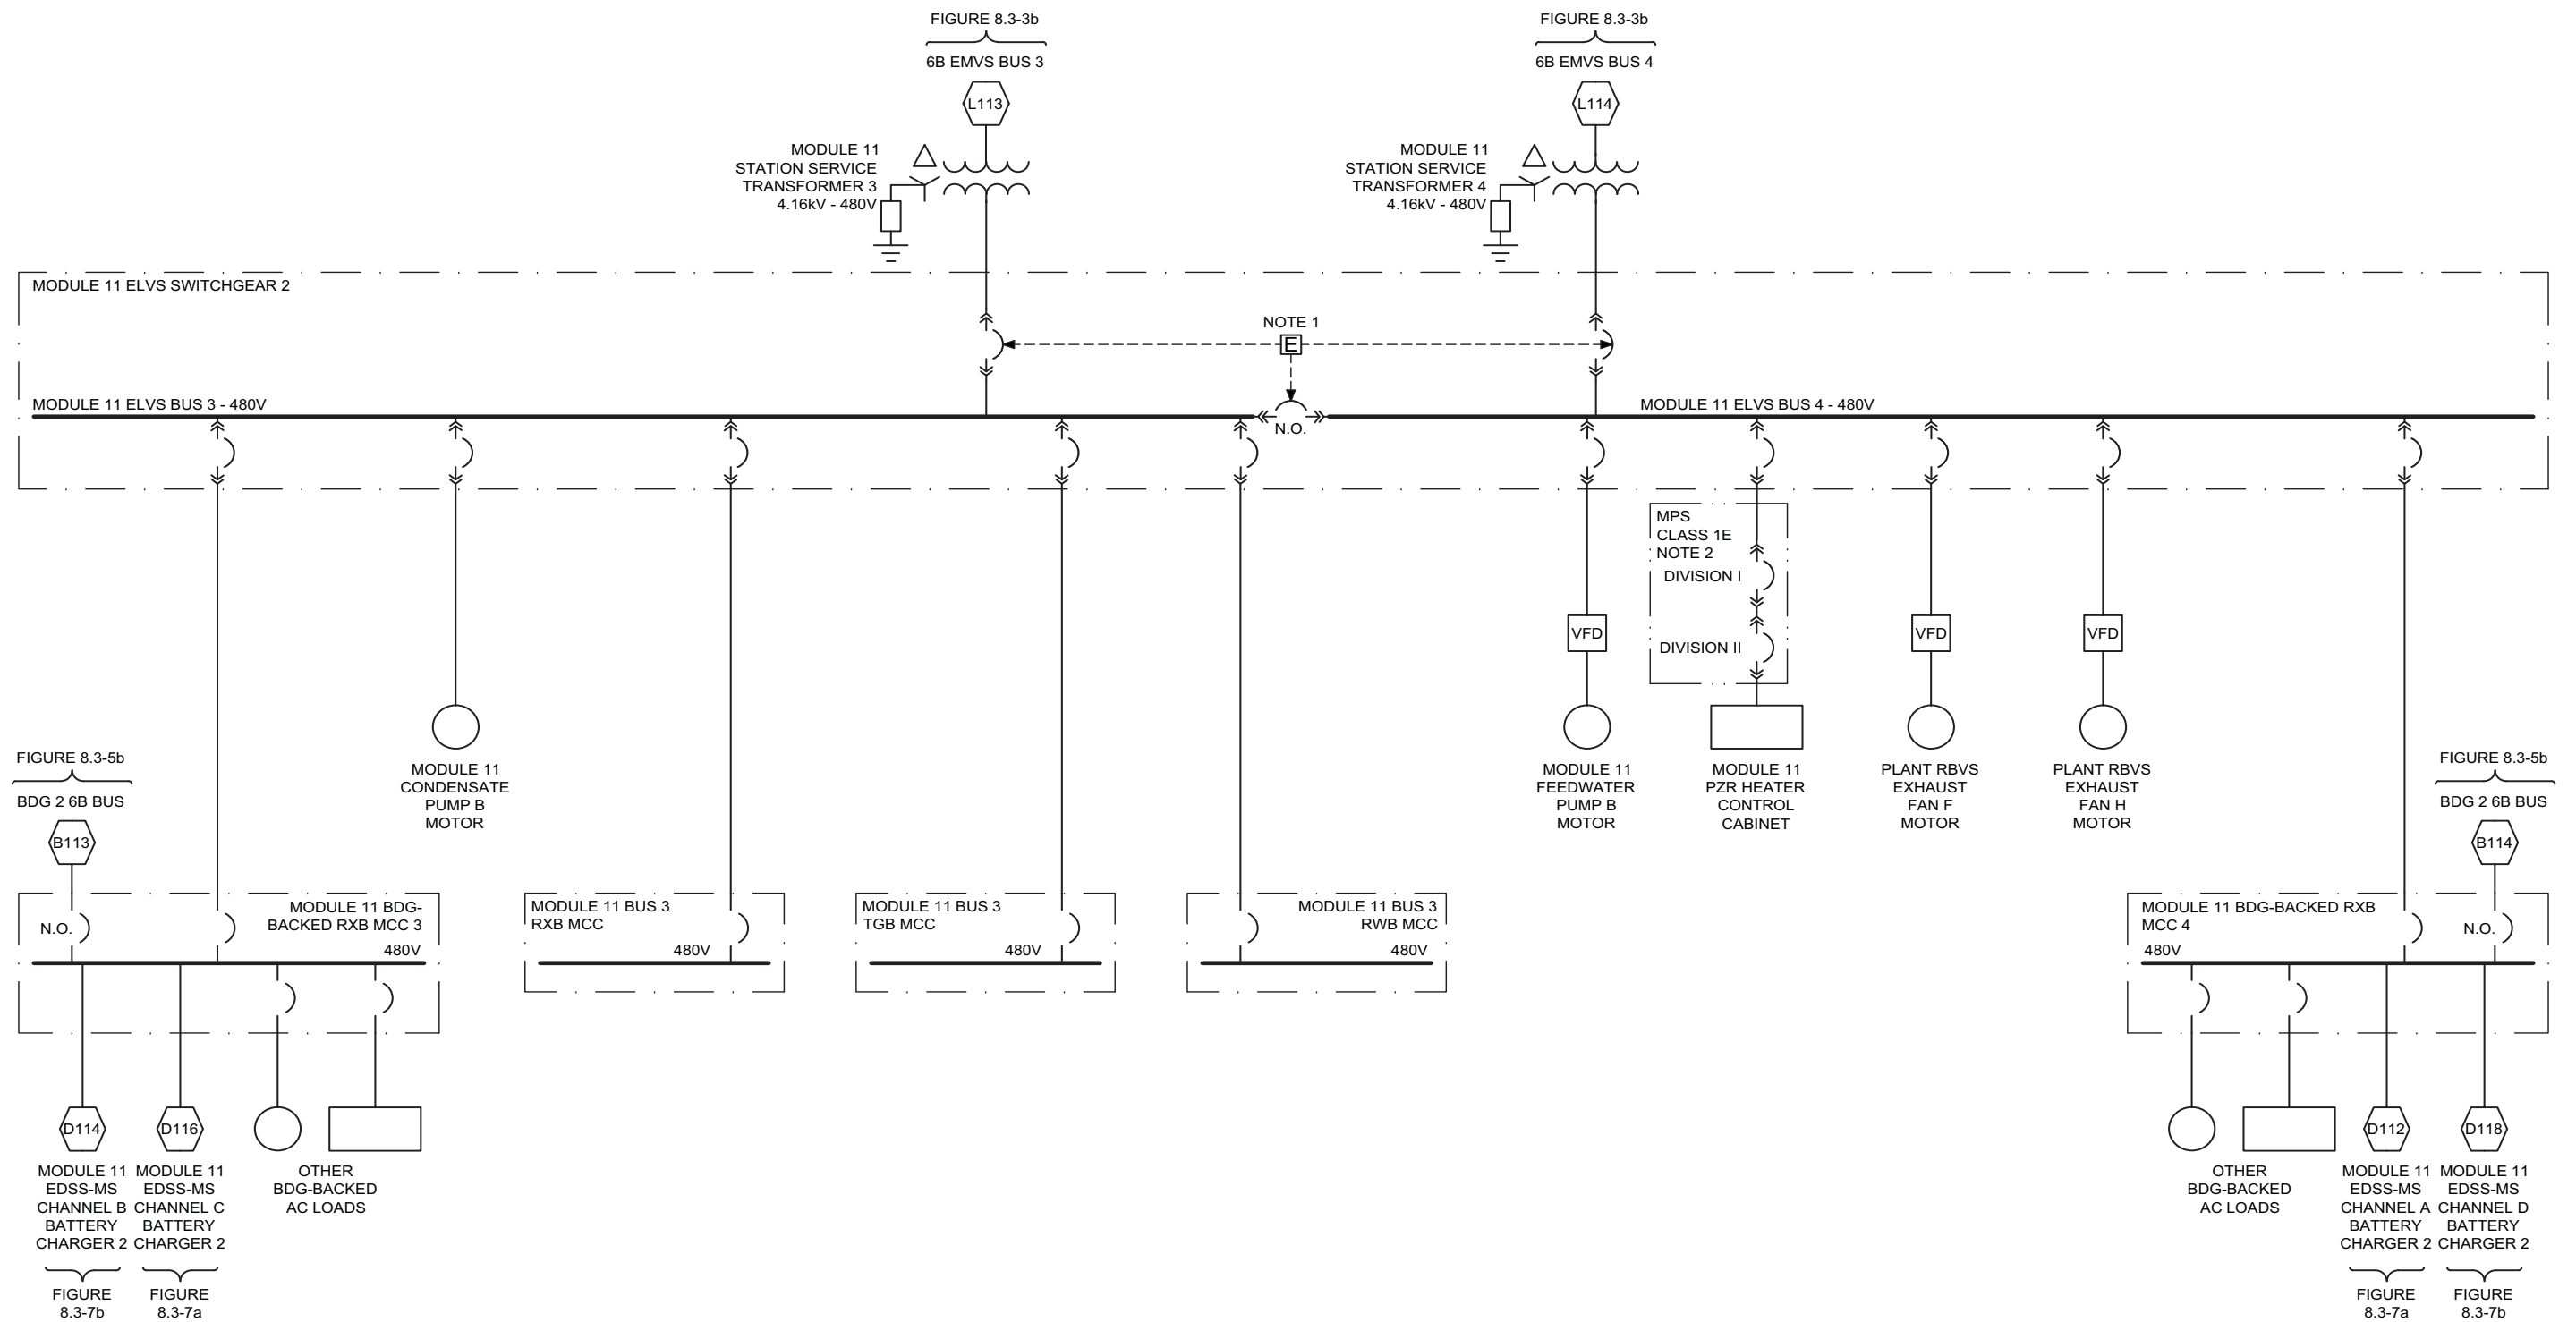 FIGURE 8.3-3b
6B EMVS BUS 3
L113
MODULE 11
STATION SERVICE
TRANSFORMER 3
4.16kV - 480V
FIGURE 8.3-3b
6B EMVS BUS 4
L114
MODULE 11
STATION SERVICE
TRANSFORMER 4
4.16kV - 480V
MODULE 11 ELVS SWITCHGEAR 2
NOTE 1
E
MODULE 11 ELVS BUS 3 - 480V
N.O.
MODULE 11 ELVS BUS 4 - 480V
MPS
CLASS 1E
NOTE 2
DIVISION I
DIVISION II
VFD
VFD
VFD
MODULE 11
CONDENSATE
PUMP B
MOTOR
MODULE 11
FEEDWATER
PUMP B
MOTOR
MODULE 11
PZR HEATER
CONTROL
CABINET
PLANT RBVS
EXHAUST
FAN F
MOTOR
PLANT RBVS
EXHAUST
FAN H
MOTOR
FIGURE 8.3-5b
BDG 2 6B BUS
B113
N.O.
MODULE 11 BDG-
BACKED RXB MCC 3
480V
MODULE 11 BUS 3
RXB MCC
480V
MODULE 11 BUS 3
TGB MCC
480V
MODULE 11 BUS 3
RWB MCC
480V
FIGURE 8.3-5b
BDG 2 6B BUS
B114
MODULE 11 BDG-BACKED RXB
MCC 4
N.O.
480V
D114
MODULE 11
EDSS-MS
CHANNEL B
BATTERY
CHARGER 2
FIGURE
8.3-7b
D116
MODULE 11
EDSS-MS
CHANNEL C
BATTERY
CHARGER 2
FIGURE
8.3-7a
OTHER
BDG-BACKED
AC LOADS
OTHER
BDG-BACKED
AC LOADS
D112
MODULE 11
EDSS-MS
CHANNEL A
BATTERY
CHARGER 2
FIGURE
8.3-7a
D118
MODULE 11
EDSS-MS
CHANNEL D
BATTERY
CHARGER 2
FIGURE
8.3-7b